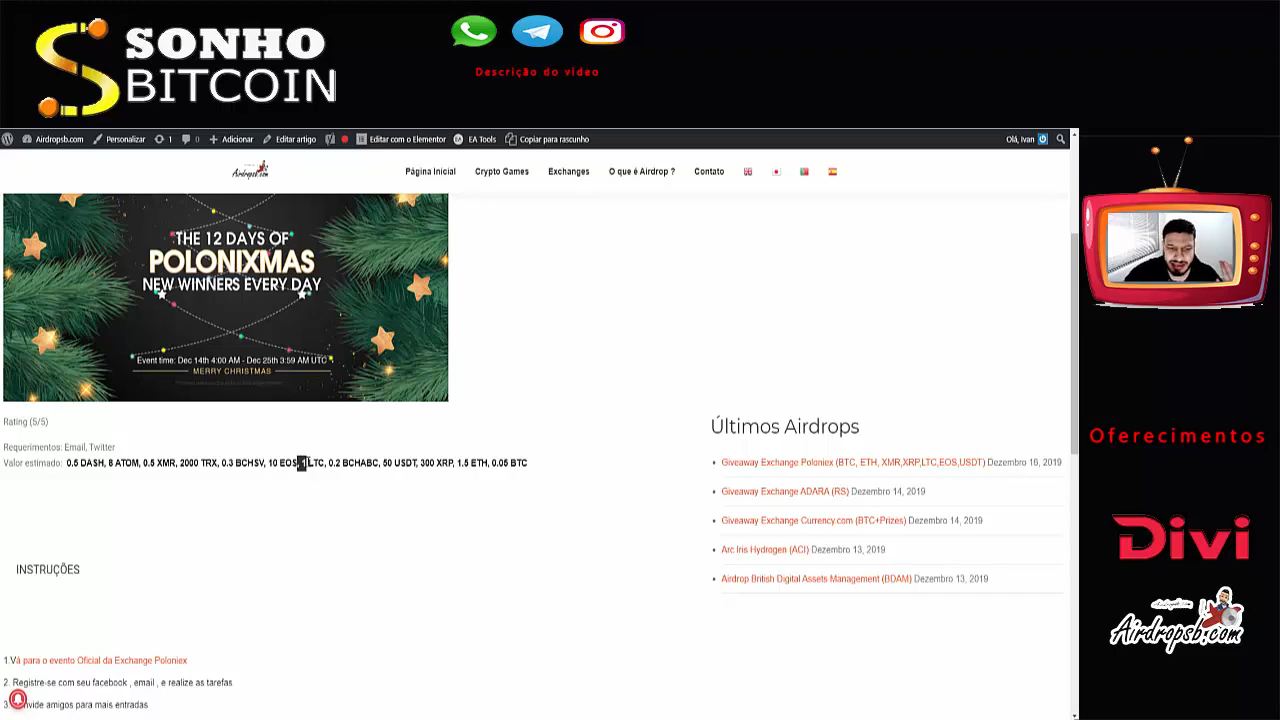 SONHO
BITCOIN
Descrição do vídeo
Airdropsb.com Personalizar 1 0 Adicionar Editar artigo Editar com o Elementor EA EA Tools Copiar para rascunho Olá, Ivan
Airdropsb.com Página Inicial Crypto Games Exchanges O que é Airdrop ? Contato
THE 12 DAYS OF
POLONIXMAS
NEW WINNERS EVERY DAY
Event time: Dec 14th 4:00 AM - Dec 25th 3:59 AM UTC
MERRY CHRISTMAS
Rating (5/5)
Requerimentos: Email, Twitter
Valor estimado: 0.5 DASH, 8 ATOM, 0.5 XMR, 2000 TRX, 0.3 BCHSV, 10 EOS, 1 LTC, 0.2 BCHABC, 50 USDT, 300 XRP, 1.5 ETH, 0.05 BTC
INSTRUÇÕES
1.Vá para o evento Oficial da Exchange Poloniex
2. Registre-se com seu facebook , email , e realize as tarefas
3. amigos para mais entradas
Últimos Airdrops
Giveaway Exchange Poloniex (BTC, ETH, XMR,XRP,LTC,EOS,USDT) Dezembro 16, 2019
Giveaway Exchange ADARA (RS) Dezembro 14, 2019
Giveaway Exchange Currency.com (BTC+Prizes) Dezembro 14, 2019
Arc Iris Hydrogen (ACI) Dezembro 13, 2019
Airdrop British Digital Assets Management (BDAM) Dezembro 13, 2019
Oferecimentos
Divi
Airdropsb.com